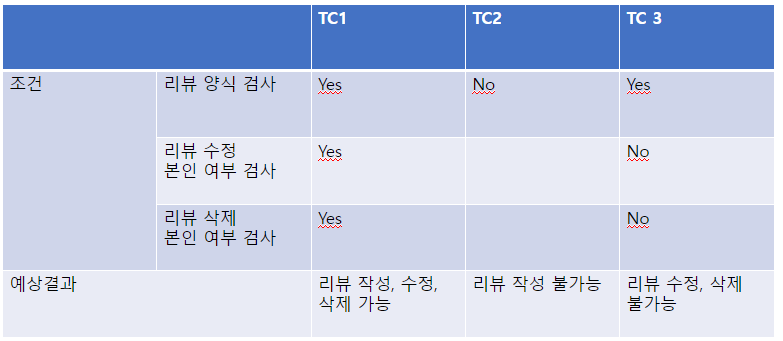 TC1 TC2 TC 3
조건 리뷰 양식 검사 Yes No Yes
리뷰 수정
본인 여부 검사 Yes No
리뷰 삭제
본인 여부 검사 Yes No
예상결과 리뷰 작성, 수정,
삭제 가능 리뷰 작성 불가능 리뷰 수정, 삭제
불가능